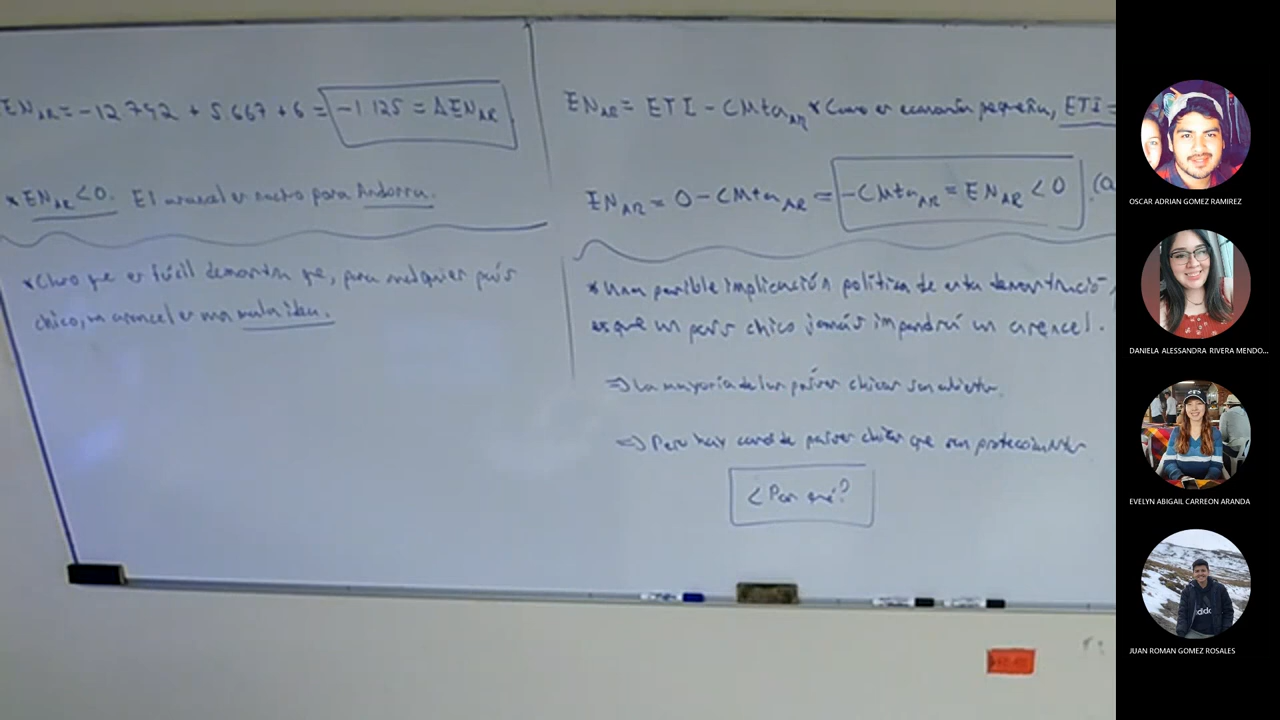 EN_AR = -12.792 + 5.667 + 6 = -1.125 = ΔEN_AR
* EN_AR < 0. El arancel es nocivo para Andorra.
* Claro que es fácil demostrar que, para cualquier país
chico, un arancel es una mala idea.
EN_AR = ETI - CMta_AR * Como es economía pequeña, ETI =
EN_AR = 0 - CMta_AR = -CMta_AR = EN_AR < 0
* Una posible implicación política de esta demostración
es que un país chico jamás impondrá un arancel.
⇒ La mayoría de los países chicos son abiertos.
⇒ Pero hay casos de países chicos que son proteccionistas
¿Por qué?
OSCAR ADRIAN GOMEZ RAMIREZ
DANIELA ALESSANDRA RIVERA MENDO...
EVELYN ABIGAIL CARREON ARANDA
JUAN ROMAN GOMEZ ROSALES